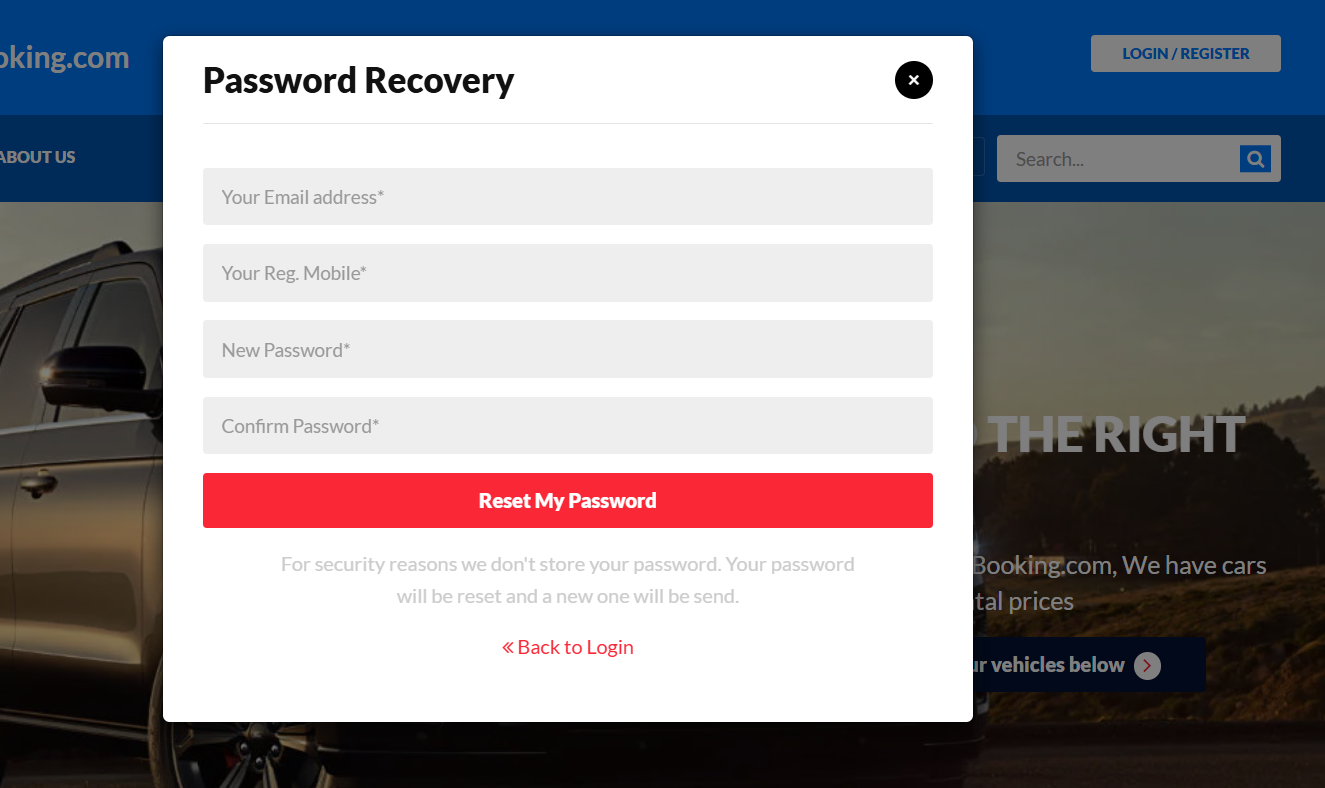 oking.com
LOGIN / REGISTER
Password Recovery
ABOUT US
Search...
Your Email address*
Your Reg. Mobile*
New Password*
Confirm Password*
THE RIGHT
Reset My Password
For security reasons we don't store your password. Your password
will be reset and a new one will be send.
Booking.com, We have cars
tal prices
Back to Login
ur vehicles below